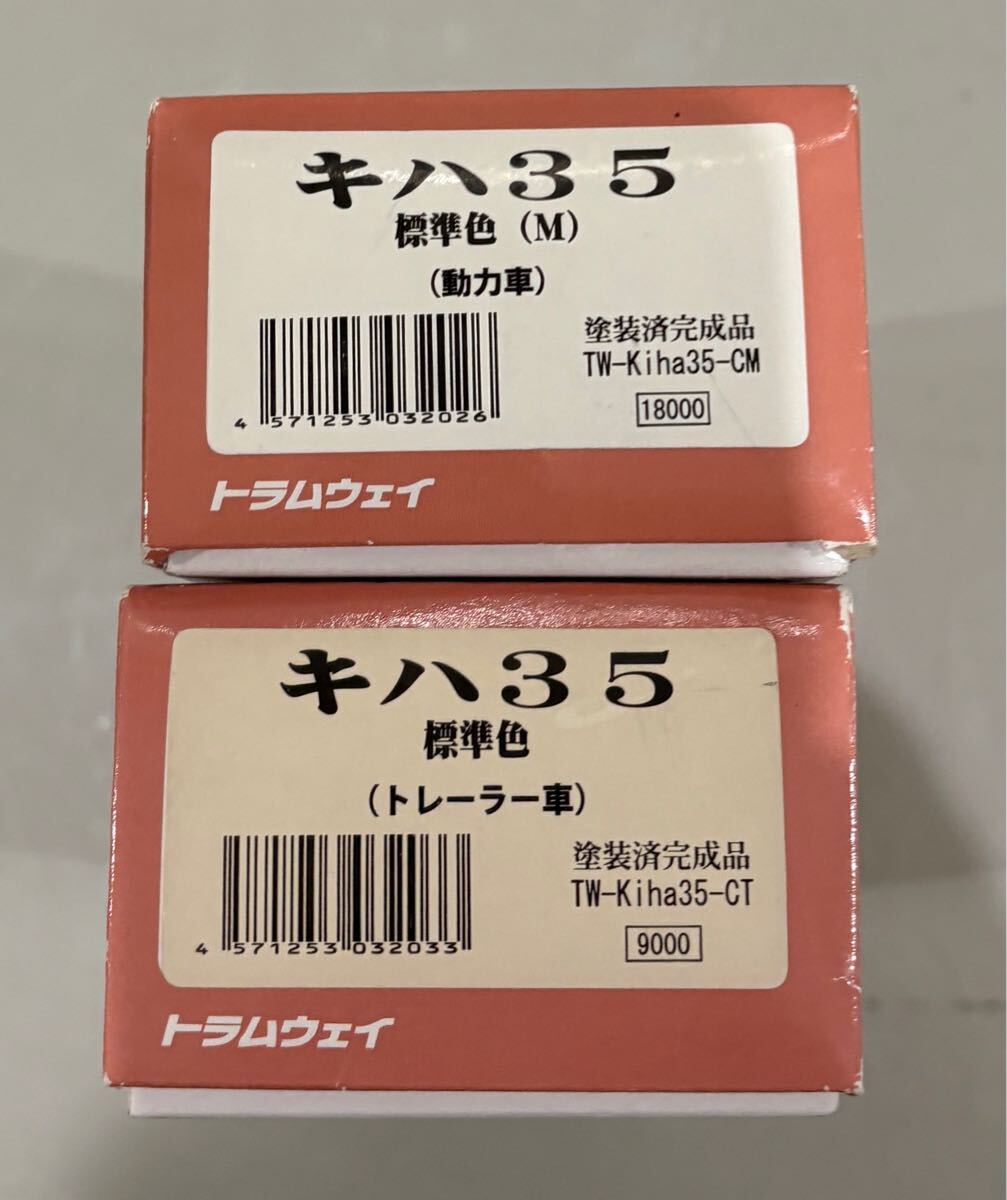 キハ３５
標準色（M）
（動力車）
塗装済完成品
TW-Kiha35-CM
18000
4 571253 032026
トラムウェイ
キハ３５
標準色
（トレーラー車）
塗装済完成品
TW-Kiha35-CT
9000
4 571253 032033
トラムウェイ